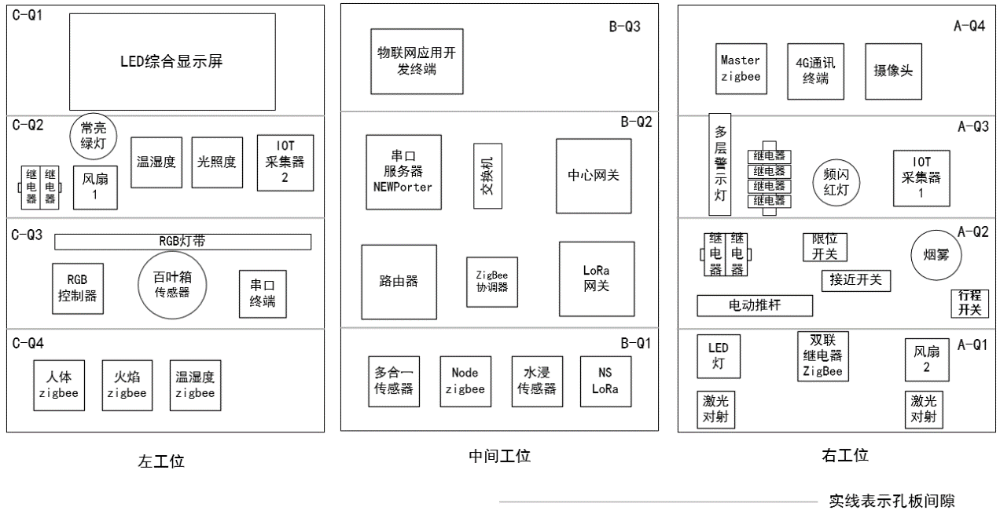 C-Q1
LED综合显示屏
C-Q2
常亮
绿灯
继
电
器
继
电
器
风扇
1
温湿度
光照度
IOT
采集器
2
C-Q3
RGB灯带
RGB
控制器
百叶箱
传感器
串口
终端
C-Q4
人体
zigbee
火焰
zigbee
温湿度
zigbee
左工位
B-Q3
物联网应用开
发终端
B-Q2
串口
服务器
NEWPorter
交换机
中心网关
路由器
ZigBee
协调器
LoRa
网关
B-Q1
多合一
传感器
Node
zigbee
水浸
传感器
NS
LoRa
中间工位
A-Q4
Master
zigbee
4G通讯
终端
摄像头
A-Q3
多
层
警
示
灯
继电器
继电器
继电器
继电器
频闪
红灯
IOT
采集器
1
A-Q2
继
电
器
继
电
器
限位
开关
烟雾
接近开关
电动推杆
行程
开关
A-Q1
LED
灯
双联
继电器
ZigBee
风扇
2
激光
对射
激光
对射
右工位
实线表示孔板间隙